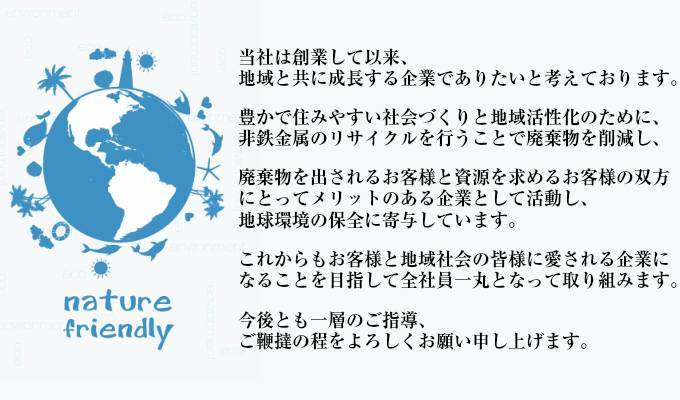 当社は創業して以来、
地域と共に成長する企業でありたいと考えております。
豊かで住みやすい社会づくりと地域活性化のために、
非鉄金属のリサイクルを行うことで廃棄物を削減し、
廃棄物を出されるお客様と資源を求めるお客様の双方
にとってメリットのある企業として活動し、
地球環境の保全に寄与しています。
これからもお客様と地域社会の皆様に愛される企業に
なることを目指して全社員一丸となって取り組みます。
今後とも一層のご指導、
ご鞭撻の程をよろしくお願い申し上げます。
nature
friendly